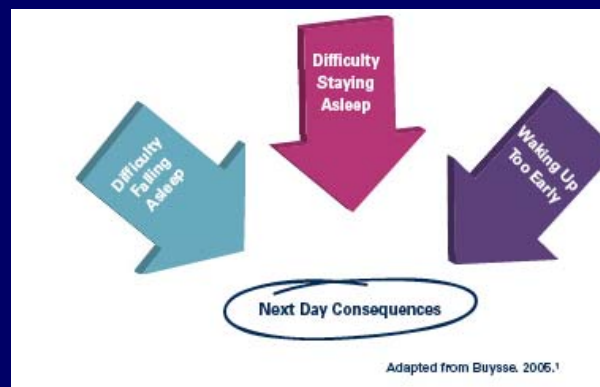 Difficulty
Falling
Asleep
Difficulty
Staying
Asleep
Waking Up
Too Early
Next Day Consequences
Adapted from Buysse. 2005.¹